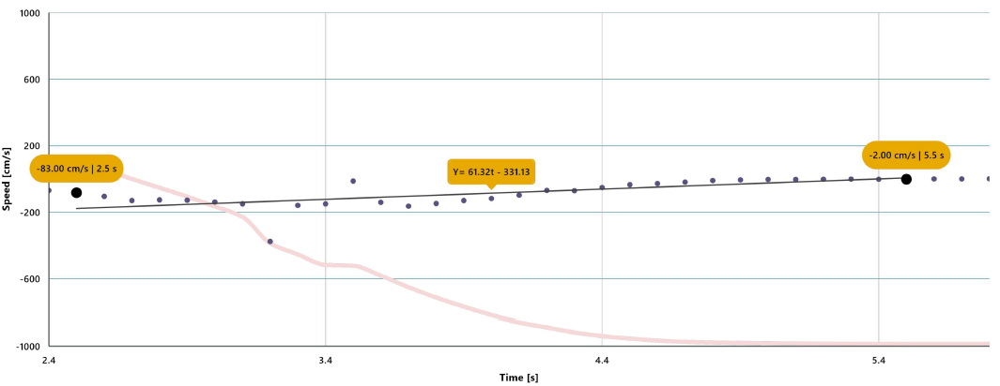 1000
600
200
-200
-600
-1000
Speed [cm/s]
-83.00 cm/s | 2.5 s
Y= 61.32t - 331.13
-2.00 cm/s | 5.5 s
2.4 3.4 4.4 5.4
Time [s]